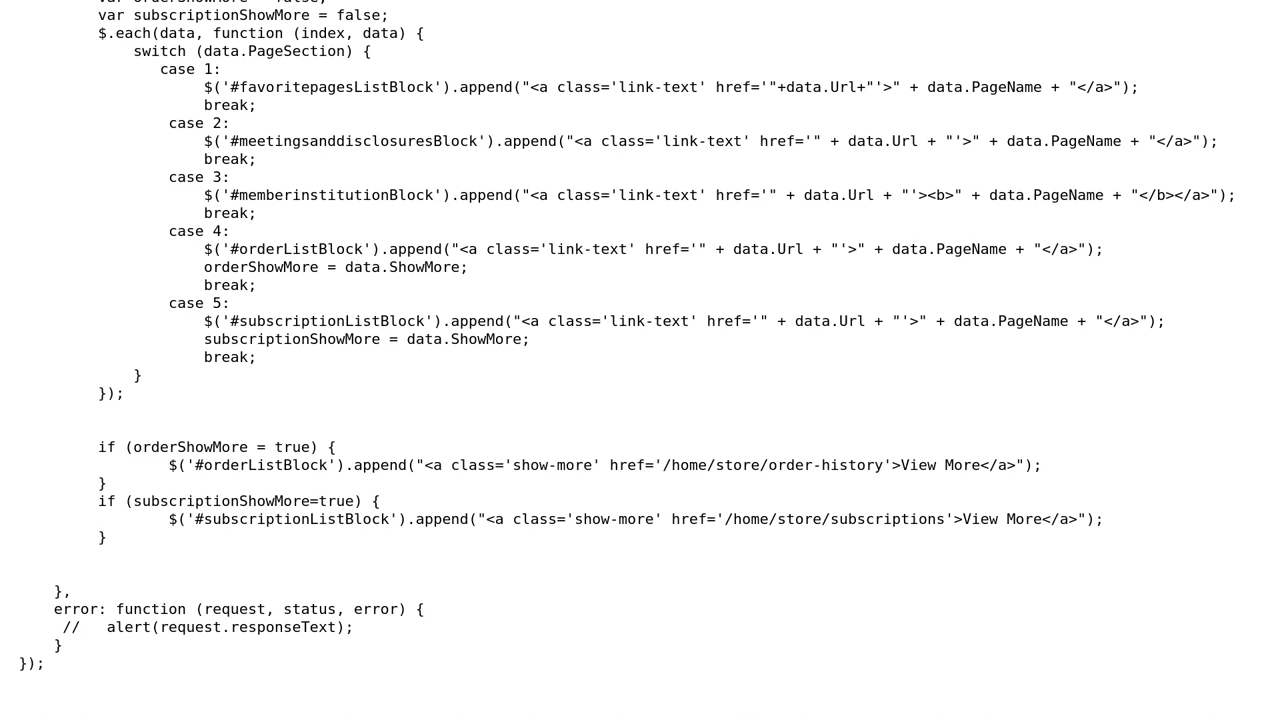 var orderShowMore = false;
var subscriptionShowMore = false;
$.each(data, function (index, data) {
switch (data.PageSection) {
case 1:
$('#favoritepagesListBlock').append("<a class='link-text' href='"+data.Url+"'>" + data.PageName + "</a>");
break;
case 2:
$('#meetingsanddisclosuresBlock').append("<a class='link-text' href='" + data.Url + "'>" + data.PageName + "</a>");
break;
case 3:
$('#memberinstitutionBlock').append("<a class='link-text' href='" + data.Url + "'><b>" + data.PageName + "</b></a>");
break;
case 4:
$('#orderListBlock').append("<a class='link-text' href='" + data.Url + "'>" + data.PageName + "</a>");
orderShowMore = data.ShowMore;
break;
case 5:
$('#subscriptionListBlock').append("<a class='link-text' href='" + data.Url + "'>" + data.PageName + "</a>");
subscriptionShowMore = data.ShowMore;
break;
}
});
if (orderShowMore = true) {
$('#orderListBlock').append("<a class='show-more' href='/home/store/order-history'>View More</a>");
}
if (subscriptionShowMore=true) {
$('#subscriptionListBlock').append("<a class='show-more' href='/home/store/subscriptions'>View More</a>");
}
},
error: function (request, status, error) {
//   alert(request.responseText);
}
});